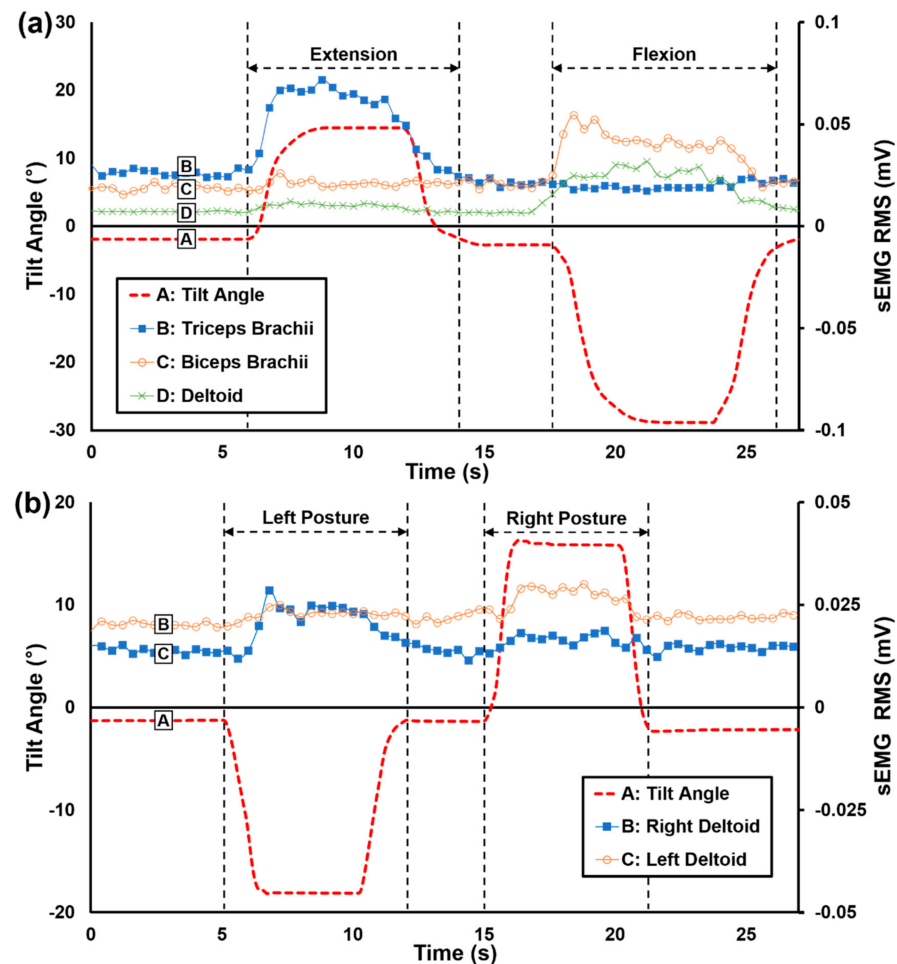 (a)
30
20
10
0
-10
-20
-30
Tilt Angle (°)
0.1
0.05
0
-0.05
-0.1
sEMG RMS (mV)
Extension
Flexion
B
C
D
A
A: Tilt Angle
B: Triceps Brachii
C: Biceps Brachii
D: Deltoid
0 5 10 15 20 25
Time (s)
(b)
20
10
0
-10
-20
Tilt Angle (°)
0.05
0.025
0
-0.025
-0.05
sEMG RMS (mV)
Left Posture
Right Posture
B
C
A
A: Tilt Angle
B: Right Deltoid
C: Left Deltoid
0 5 10 15 20 25
Time (s)